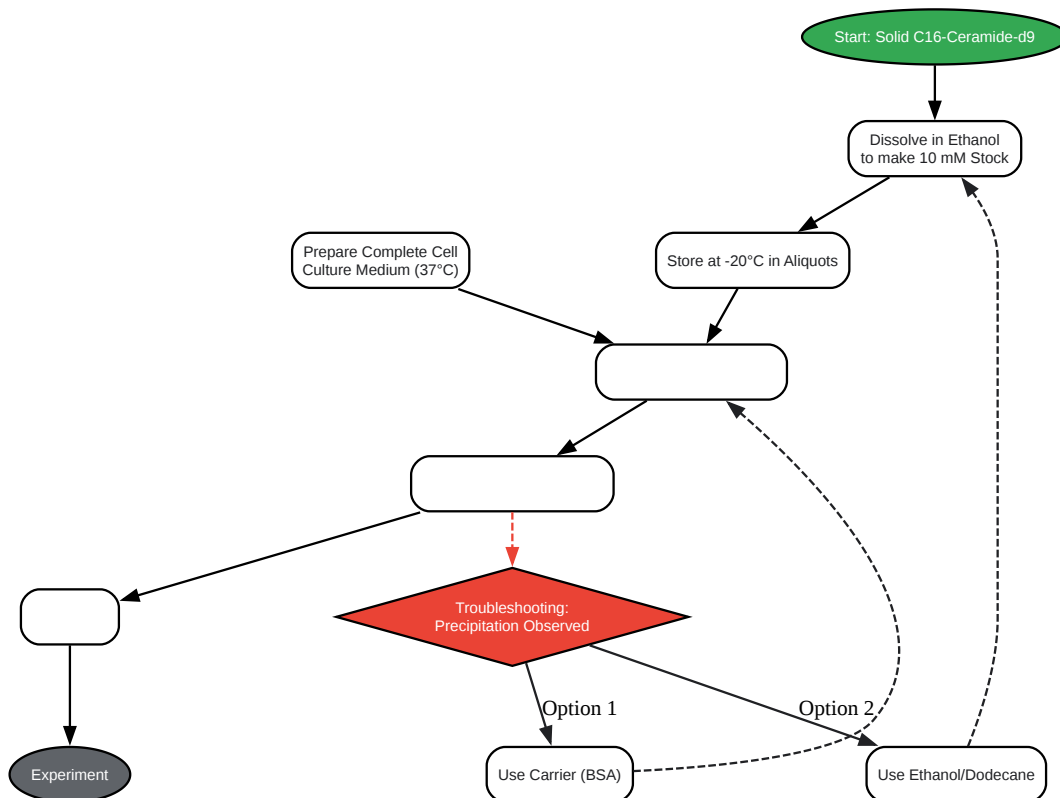 Start: Solid C16-Ceramide-d9
Dissolve in Ethanol
to make 10 mM Stock
Prepare Complete Cell
Culture Medium (37°C)
Store at -20°C in Aliquots
Troubleshooting:
Precipitation Observed
Option 1
Option 2
Experiment
Use Carrier (BSA)
Use Ethanol/Dodecane